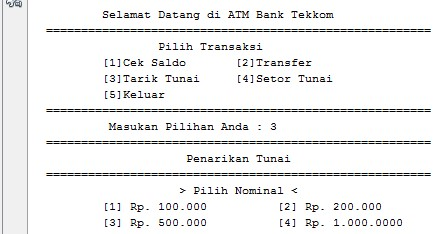 Selamat Datang di ATM Bank Tekkom
======================================================
Pilih Transaksi
[1]Cek Saldo [2]Transfer
[3]Tarik Tunai [4]Setor Tunai
[5]Keluar
======================================================
Masukan Pilihan Anda : 3
======================================================
Penarikan Tunai
======================================================
> Pilih Nominal <
[1] Rp. 100.000 [2] Rp. 200.000
[3] Rp. 500.000 [4] Rp. 1.000.0000